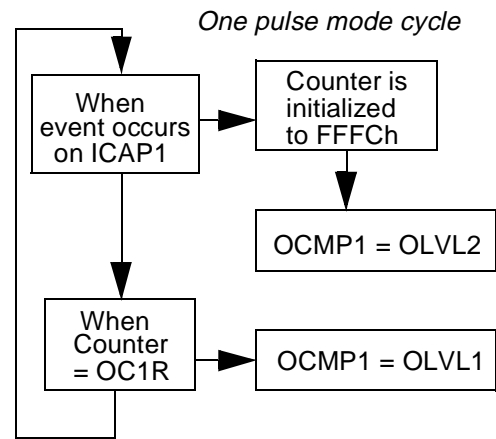 One pulse mode cycle
When
event occurs
on ICAP1
Counter is
initialized
to FFFCh
OCMP1 = OLVL2
When
Counter
= OC1R
OCMP1 = OLVL1